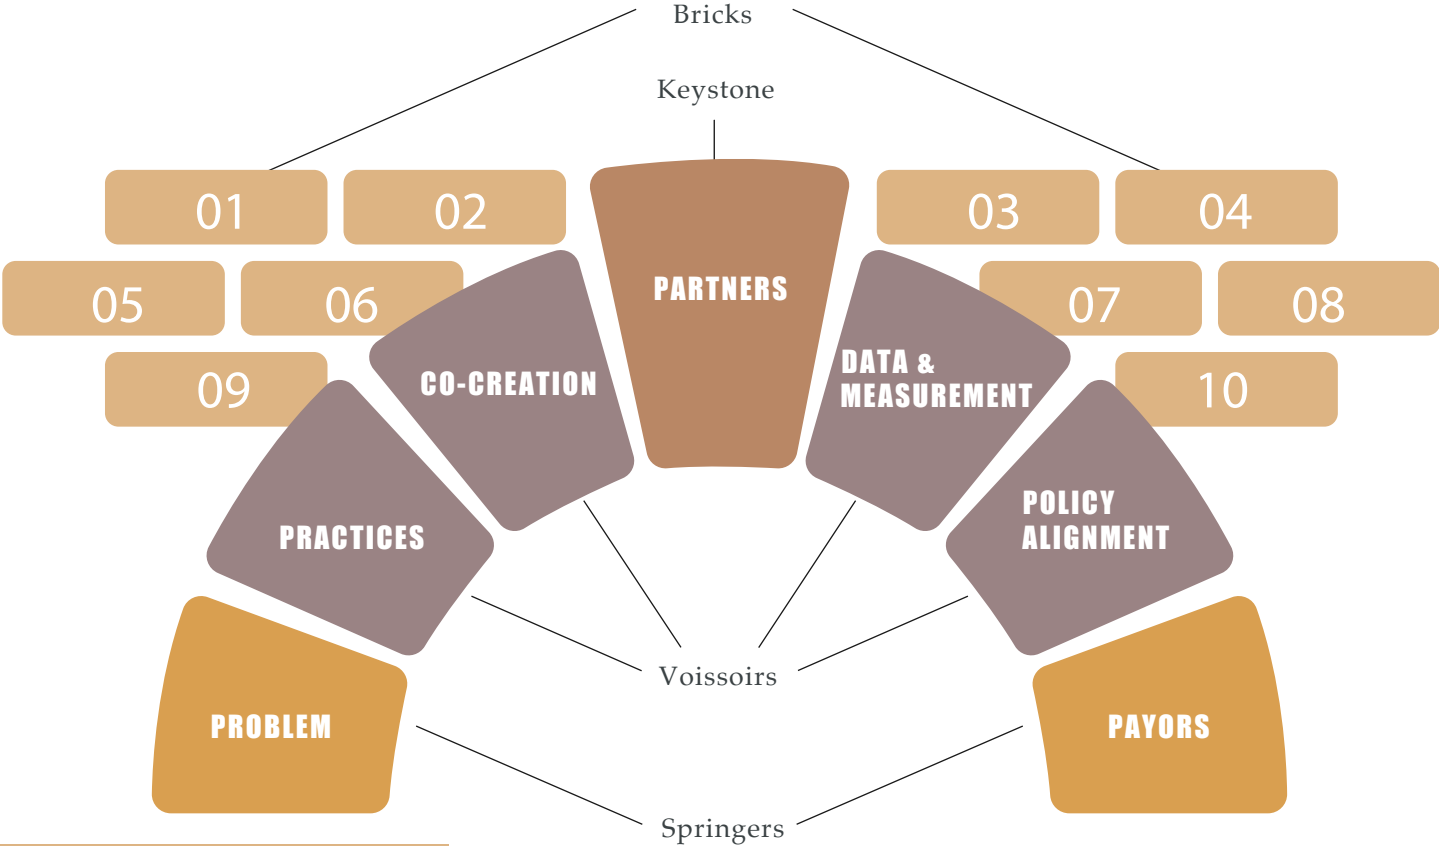 Bricks
Keystone
01
02
03
04
PARTNERS
05
06
07
08
CO-CREATION
DATA &
MEASUREMENT
09
10
PRACTICES
POLICY
ALIGNMENT
Voissoirs
PROBLEM
PAYORS
Springers